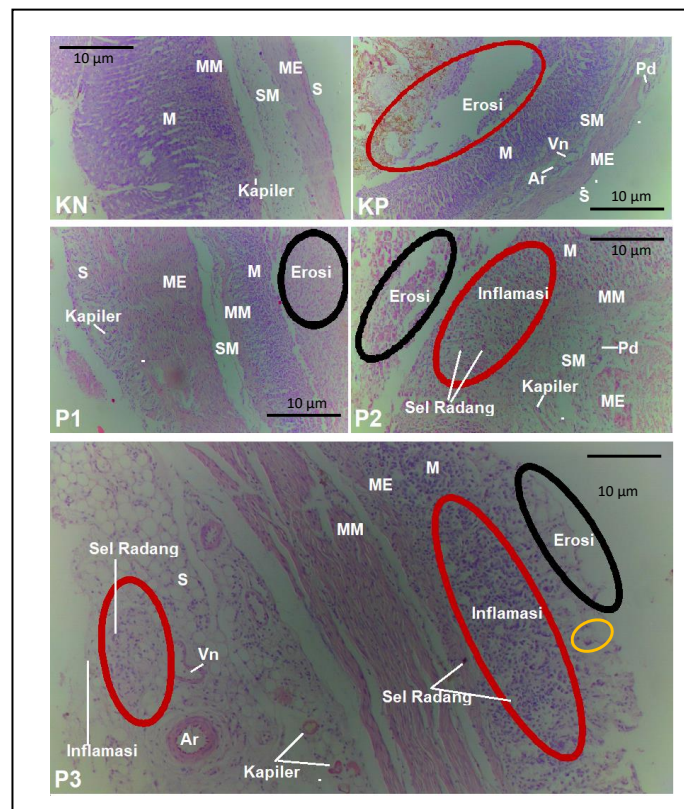 10 µm
MM
ME
SM
S
M
Kapiler
KN
Erosi
Pd
SM
Vn
M
ME
Ar
S
KP
10 µm
S
M
Erosi
ME
MM
Kapiler
SM
10 µm
P1
M
10 µm
Erosi
Inflamasi
MM
Pd
SM
Kapiler
Sel Radang
ME
P2
M
10 µm
ME
MM
Erosi
Sel Radang
S
Inflamasi
Vn
Sel Radang
Inflamasi
Ar
Kapiler
P3